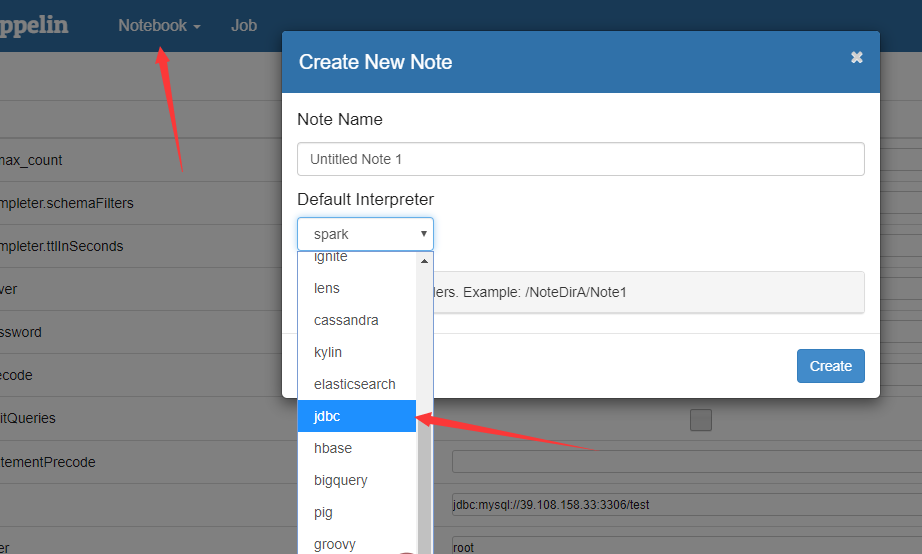 ppelin Notebook Job
Create New Note
Note Name
max_count
Untitled Note 1
mpleter.schemaFilters
Default Interpreter
spark
mpleter.ttlInSeconds
ignite
lens
ver
ders. Example: /NoteDirA/Note1
cassandra
ssword
kylin
ecode
Create
elasticsearch
itQueries
jdbc
hbase
tementPrecode
bigquery
jdbc:mysql://39.108.158.33:3306/test
pig
er
groovy
root